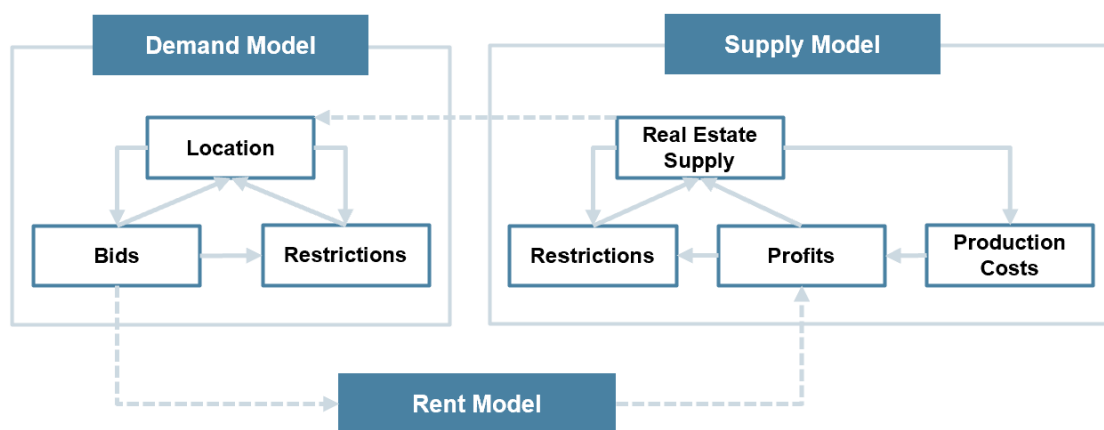 Demand Model
Supply Model
Location
Real Estate
Supply
Bids
Restrictions
Restrictions
Profits
Production
Costs
Rent Model